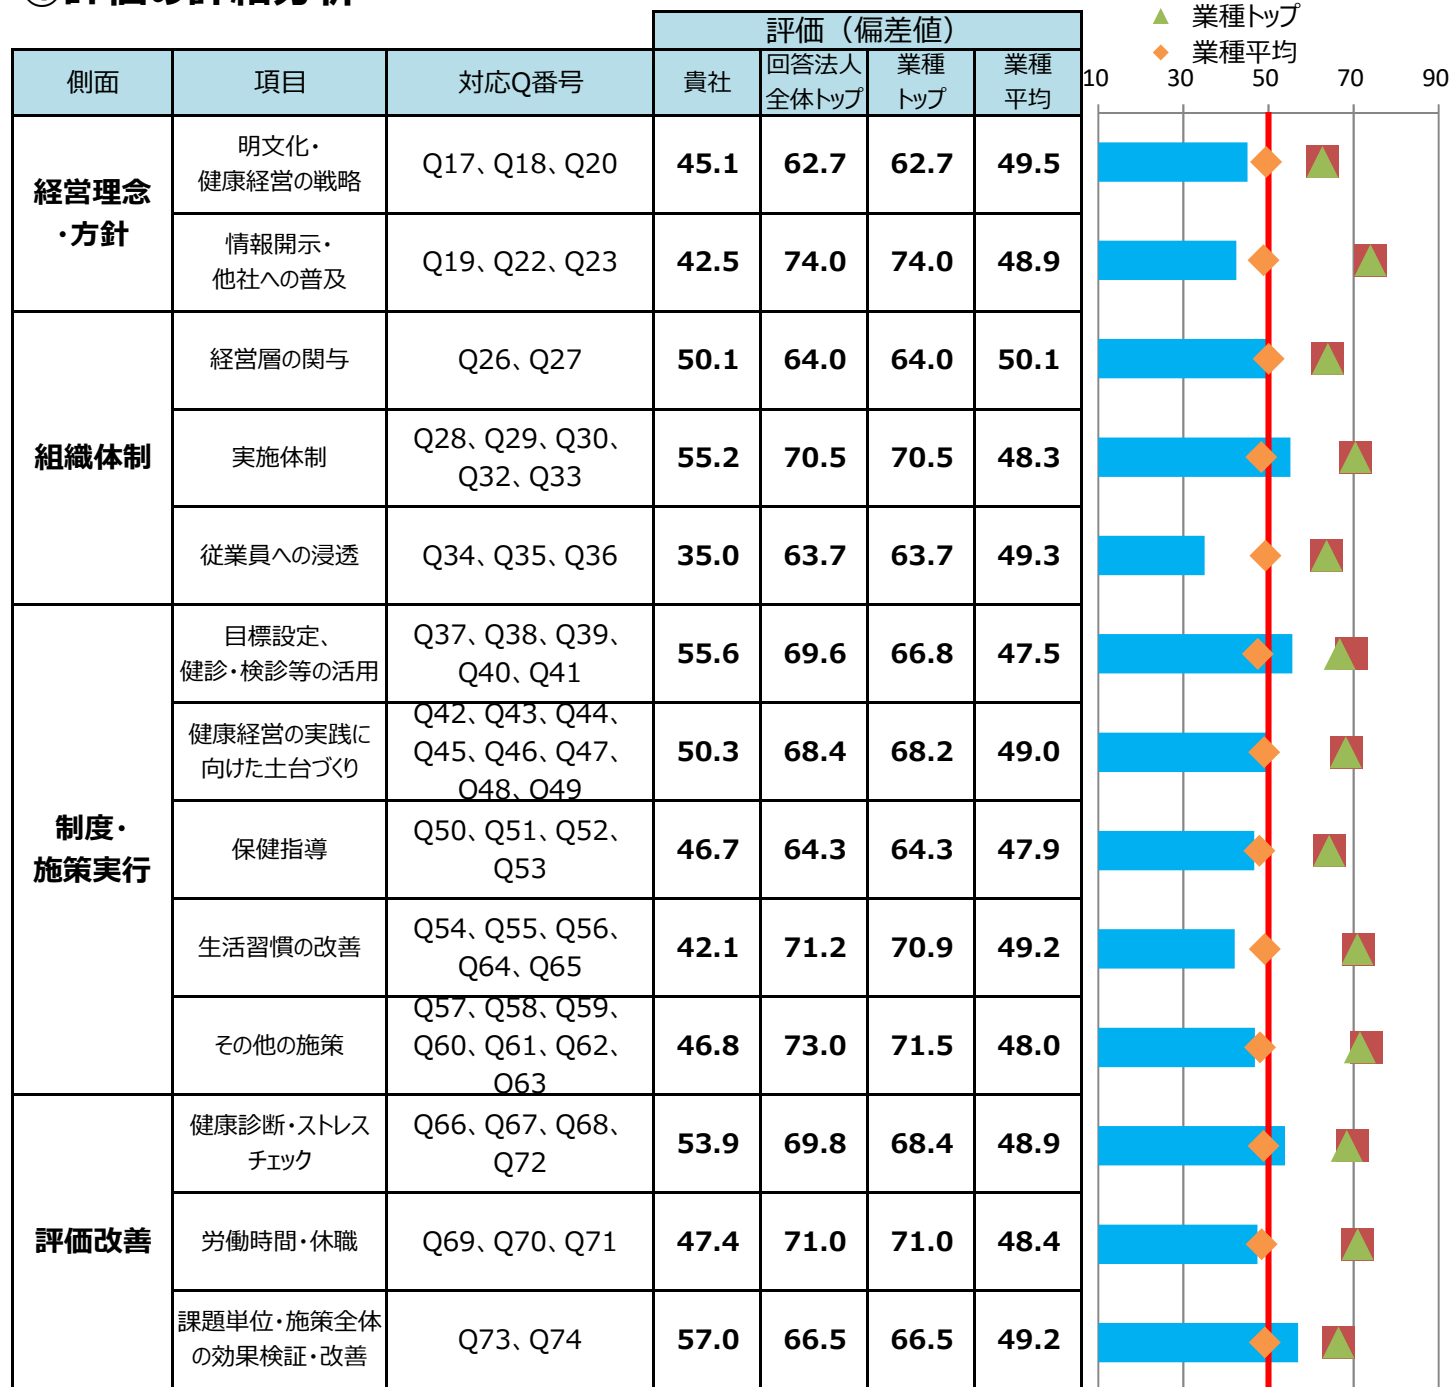 評価の詳細分析
▲ 業種トップ
◆ 業種平均
10 30 50 70 90
評価（偏差値）
側面 項目 対応Q番号 貴社 回答法人全体トップ 業種トップ 業種平均
経営理念・方針
明文化・健康経営の戦略 Q17、Q18、Q20 45.1 62.7 62.7 49.5
情報開示・他社への普及 Q19、Q22、Q23 42.5 74.0 74.0 48.9
組織体制
経営層の関与 Q26、Q27 50.1 64.0 64.0 50.1
実施体制 Q28、Q29、Q30、Q32、Q33 55.2 70.5 70.5 48.3
従業員への浸透 Q34、Q35、Q36 35.0 63.7 63.7 49.3
制度・施策実行
目標設定、健診・検診等の活用 Q37、Q38、Q39、Q40、Q41 55.6 69.6 66.8 47.5
健康経営の実践に向けた土台づくり Q42、Q43、Q44、Q45、Q46、Q47、Q48、Q49 50.3 68.4 68.2 49.0
保健指導 Q50、Q51、Q52、Q53 46.7 64.3 64.3 47.9
生活習慣の改善 Q54、Q55、Q56、Q64、Q65 42.1 71.2 70.9 49.2
その他の施策 Q57、Q58、Q59、Q60、Q61、Q62、Q63 46.8 73.0 71.5 48.0
評価改善
健康診断・ストレスチェック Q66、Q67、Q68、Q72 53.9 69.8 68.4 48.9
労働時間・休職 Q69、Q70、Q71 47.4 71.0 71.0 48.4
課題単位・施策全体の効果検証・改善 Q73、Q74 57.0 66.5 66.5 49.2